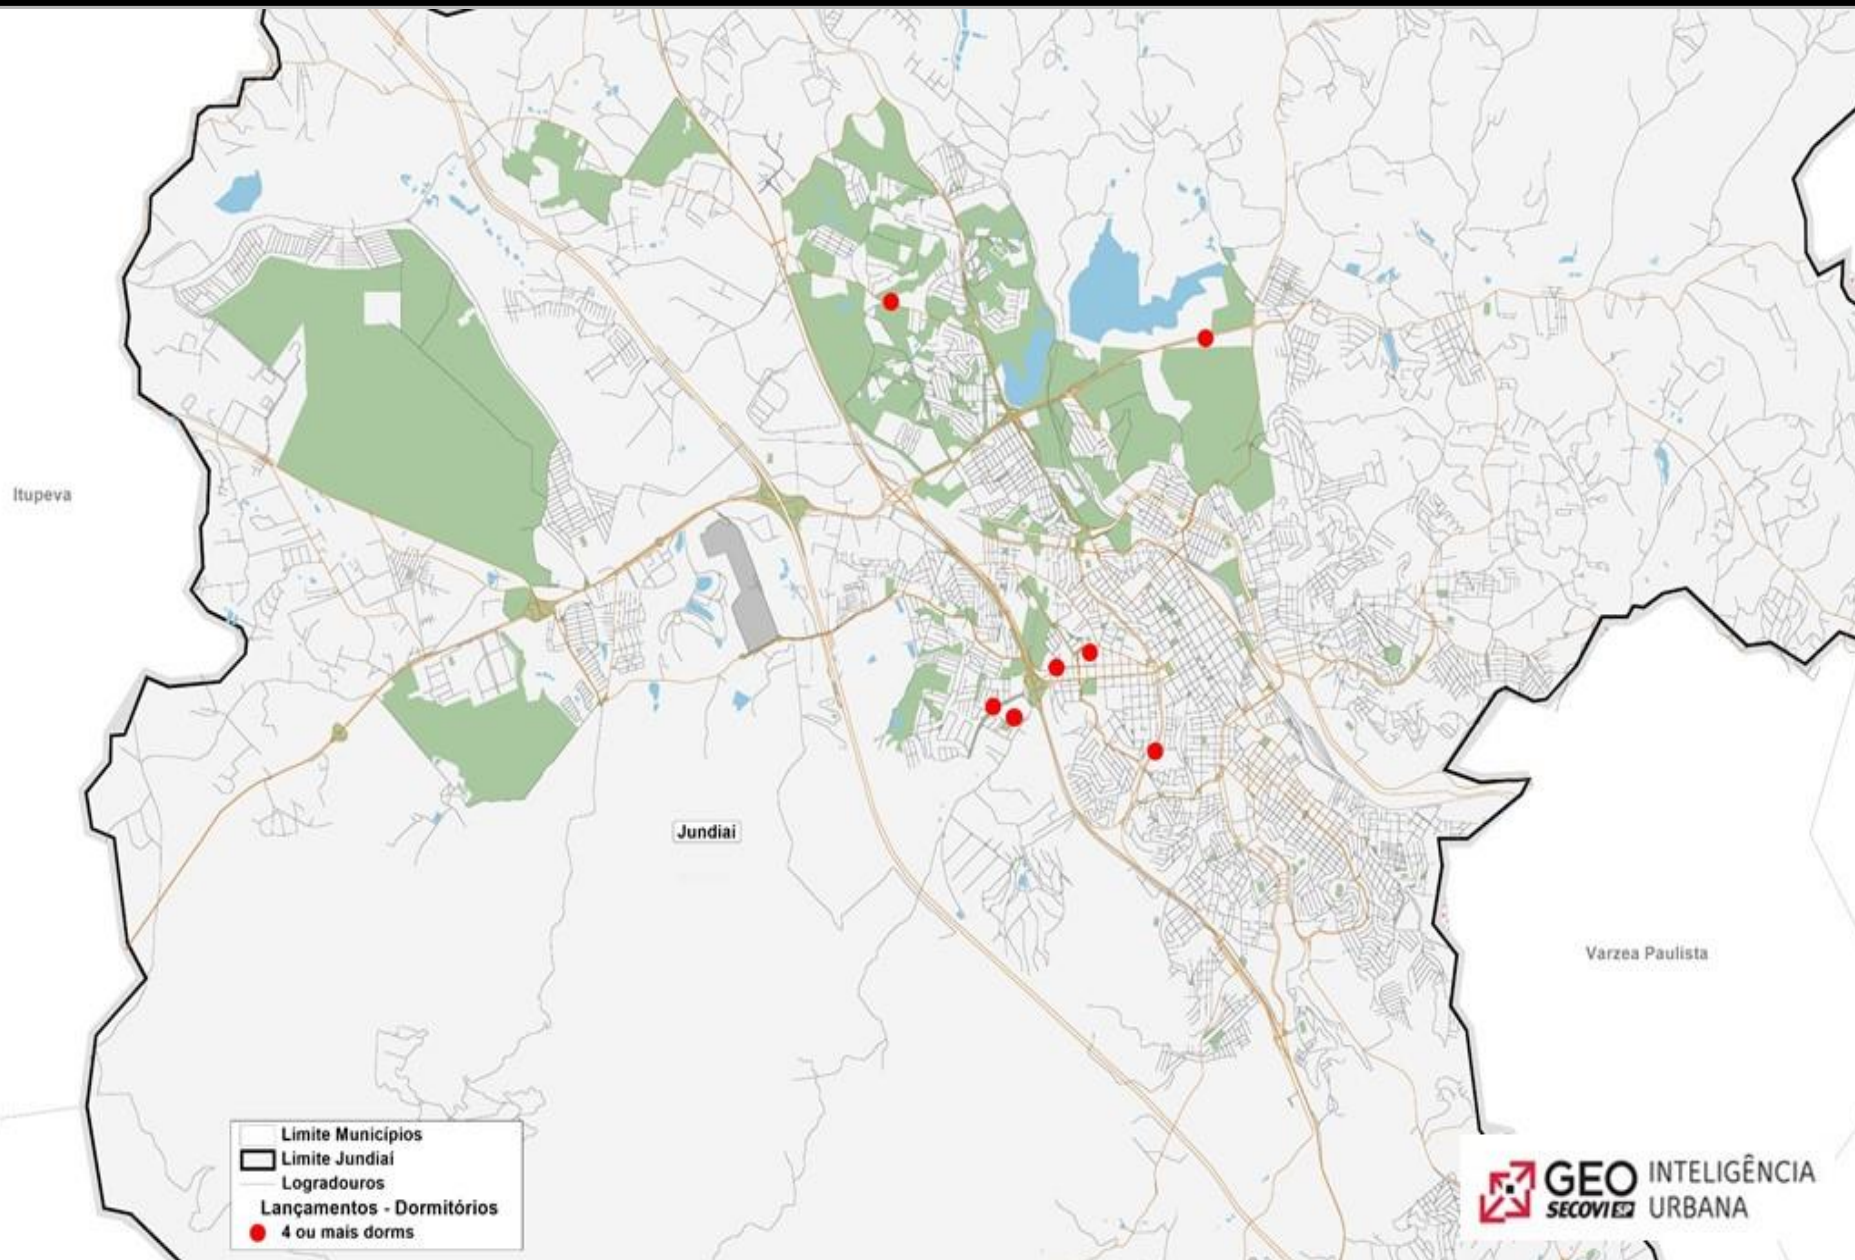 Itupeva
Jundiaí
Varzea Paulista
Limite Municípios
Limite Jundiaí
Logradouros
Lançamentos - Dormitórios
4 ou mais dorms
GEO INTELIGÊNCIA
SECOVI SP URBANA